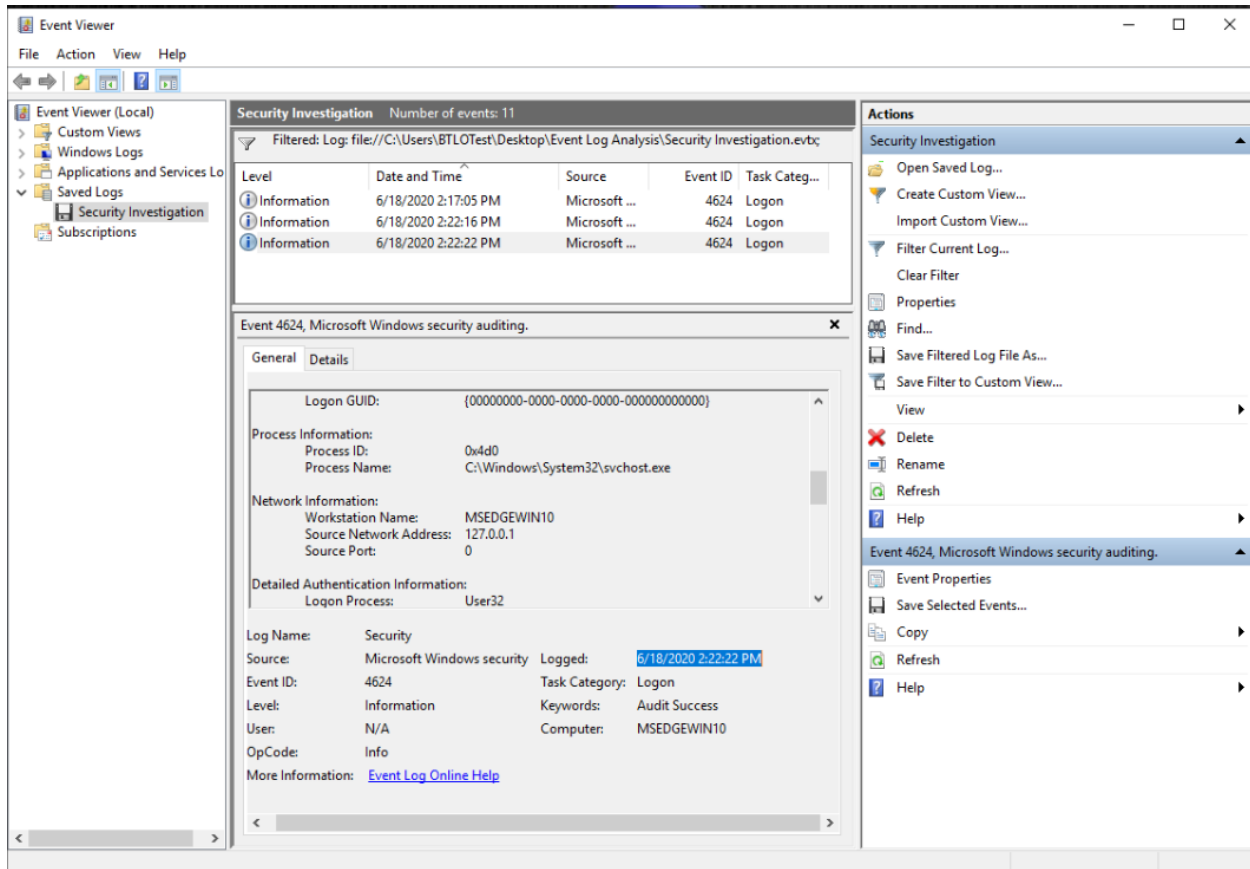 Event Viewer
File Action View Help
Event Viewer (Local)
Custom Views
Windows Logs
Applications and Services Lo
Saved Logs
Security Investigation
Subscriptions
Security Investigation Number of events: 11
Filtered: Log: file://C:\Users\BTLOTest\Desktop\Event Log Analysis\Security Investigation.evtx;
Level Date and Time Source Event ID Task Categ...
Information 6/18/2020 2:17:05 PM Microsoft ... 4624 Logon
Information 6/18/2020 2:22:16 PM Microsoft ... 4624 Logon
Information 6/18/2020 2:22:22 PM Microsoft ... 4624 Logon
Event 4624, Microsoft Windows security auditing.
General Details
Logon GUID: {00000000-0000-0000-0000-000000000000}
Process Information:
Process ID: 0x4d0
Process Name: C:\Windows\System32\svchost.exe
Network Information:
Workstation Name: MSEDGEWIN10
Source Network Address: 127.0.0.1
Source Port: 0
Detailed Authentication Information:
Logon Process: User32
Log Name: Security
Source: Microsoft Windows security Logged: 6/18/2020 2:22:22 PM
Event ID: 4624 Task Category: Logon
Level: Information Keywords: Audit Success
User: N/A Computer: MSEDGEWIN10
OpCode: Info
More Information: Event Log Online Help
Actions
Security Investigation
Open Saved Log...
Create Custom View...
Import Custom View...
Filter Current Log...
Clear Filter
Properties
Find...
Save Filtered Log File As...
Save Filter to Custom View...
View
Delete
Rename
Refresh
Help
Event 4624, Microsoft Windows security auditing.
Event Properties
Save Selected Events...
Copy
Refresh
Help